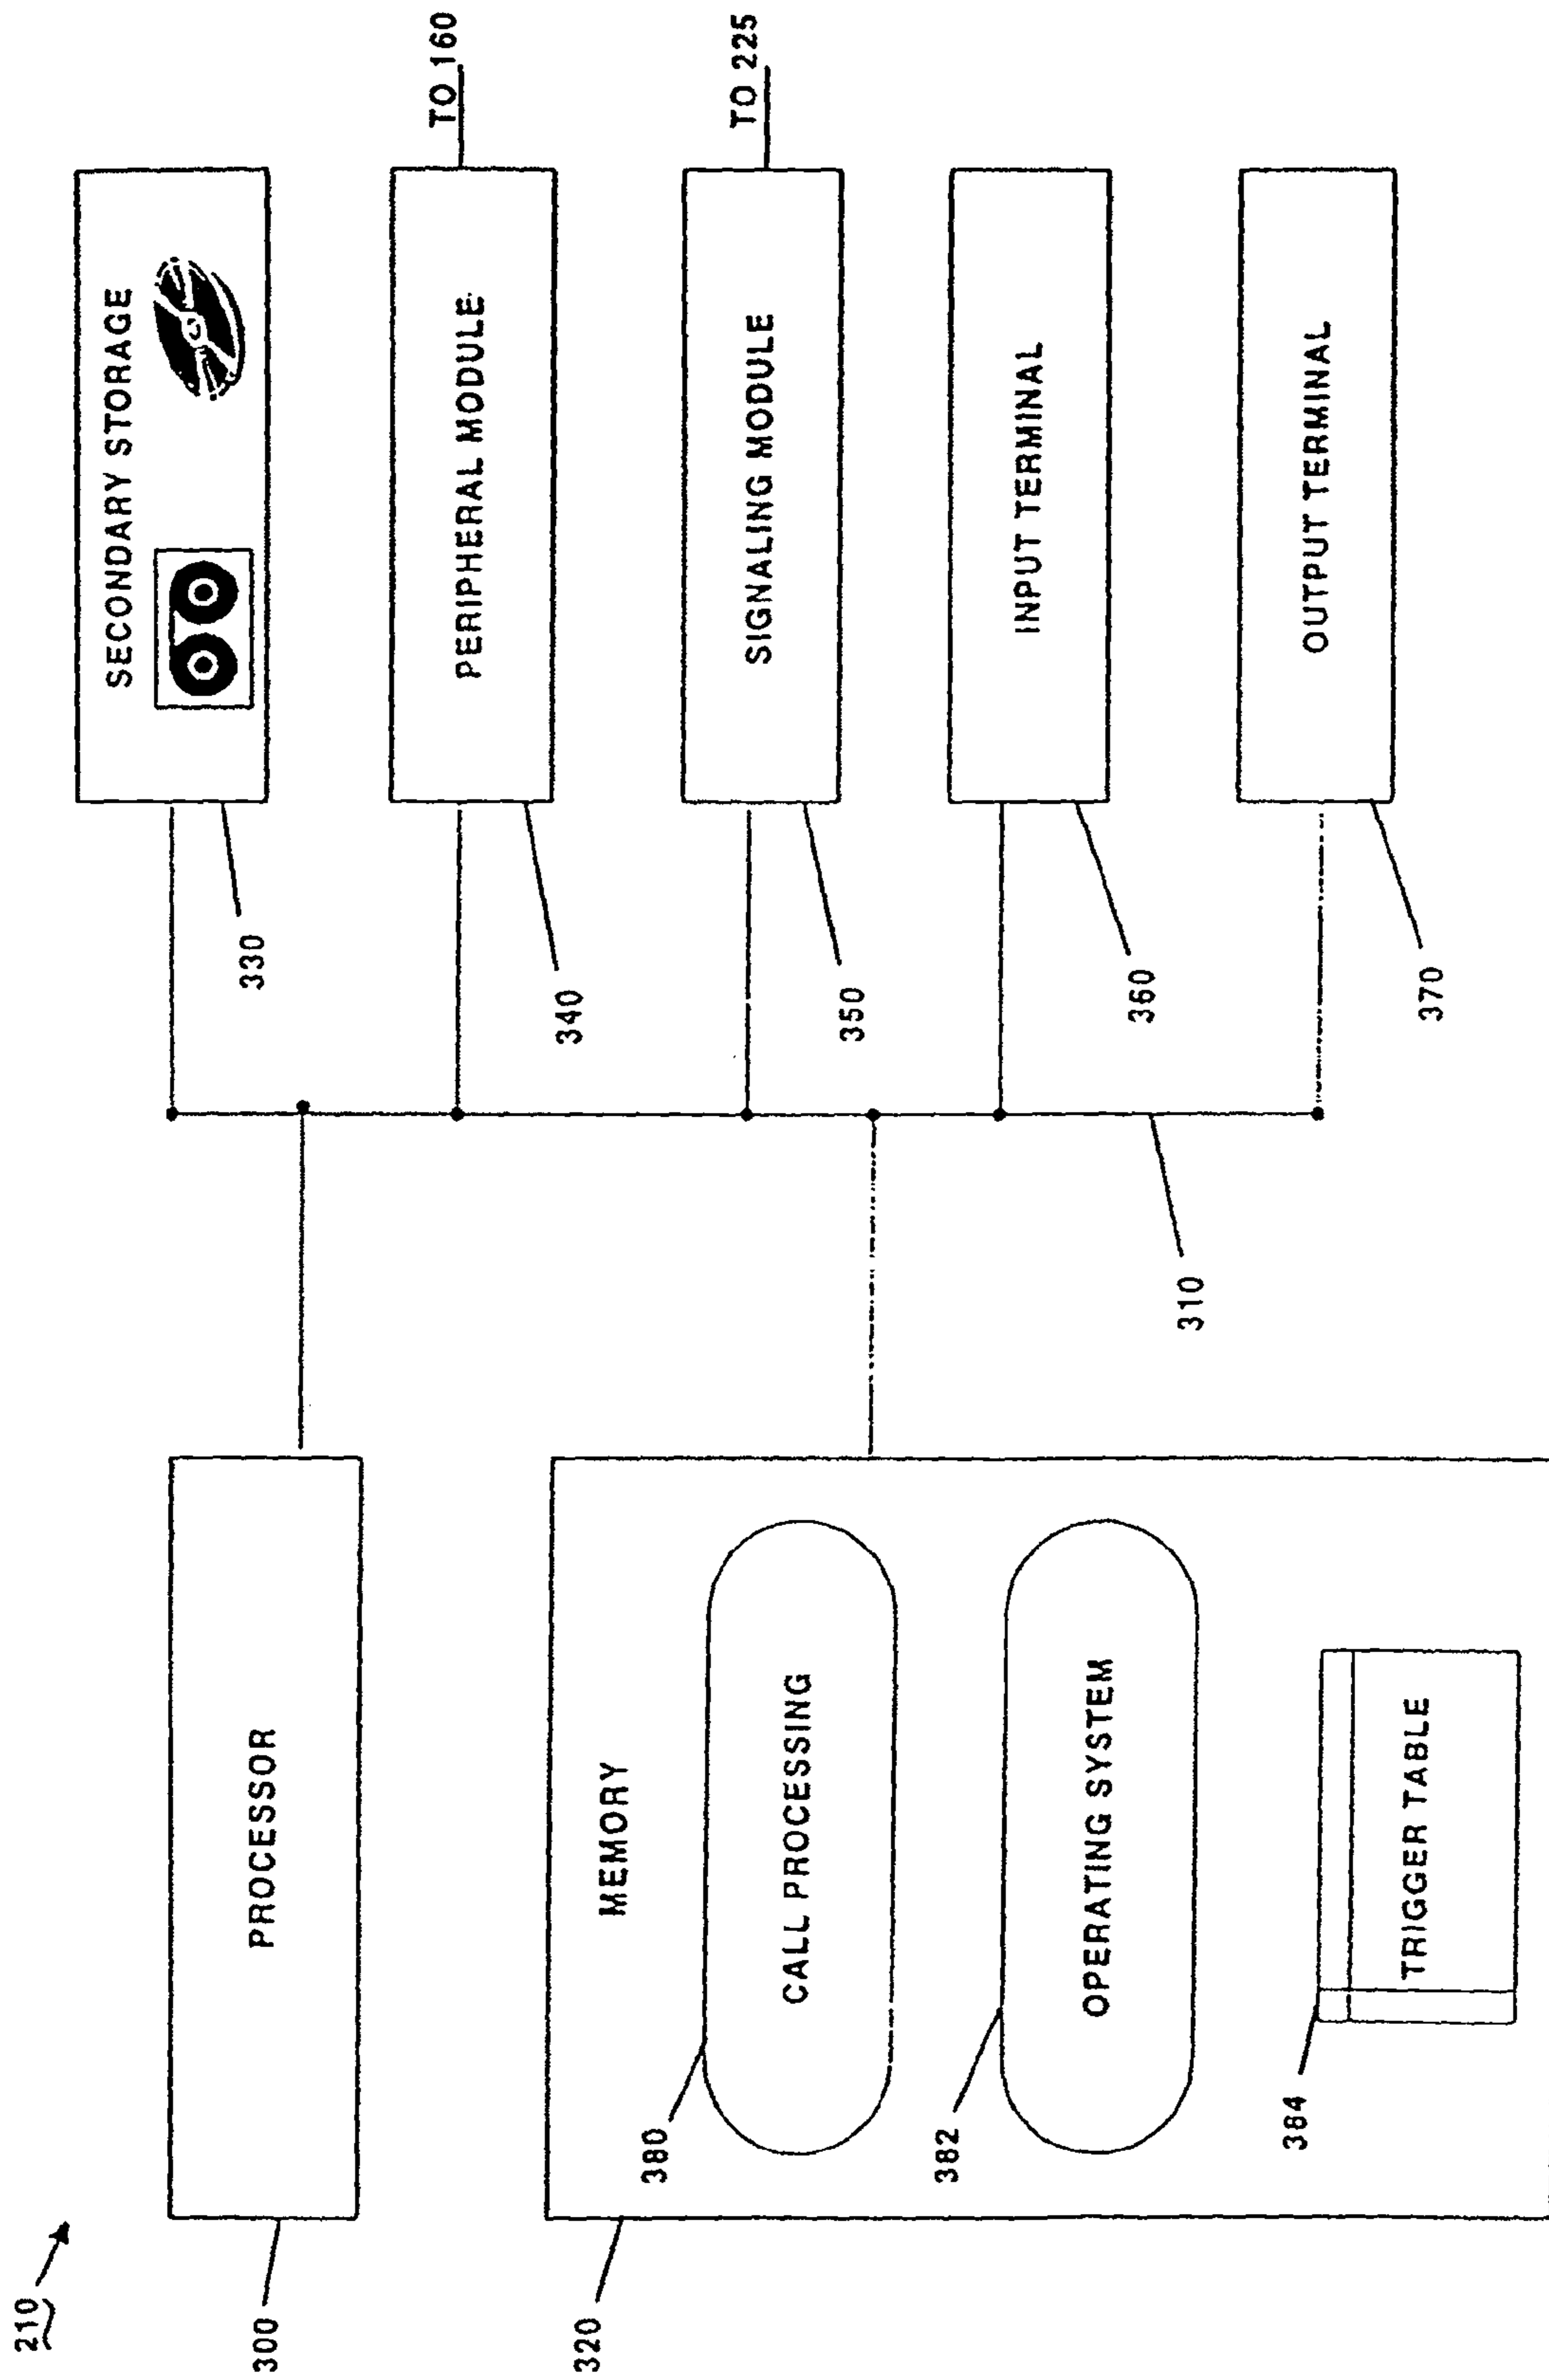 210
PROCESSOR
300
MEMORY
CALL PROCESSING
380
OPERATING SYSTEM
382
TRIGGER TABLE
384
320
310
SECONDARY STORAGE
330
PERIPHERAL MODULE
340
TO 160
SIGNALING MODULE
350
TO 225
INPUT TERMINAL
360
OUTPUT TERMINAL
370